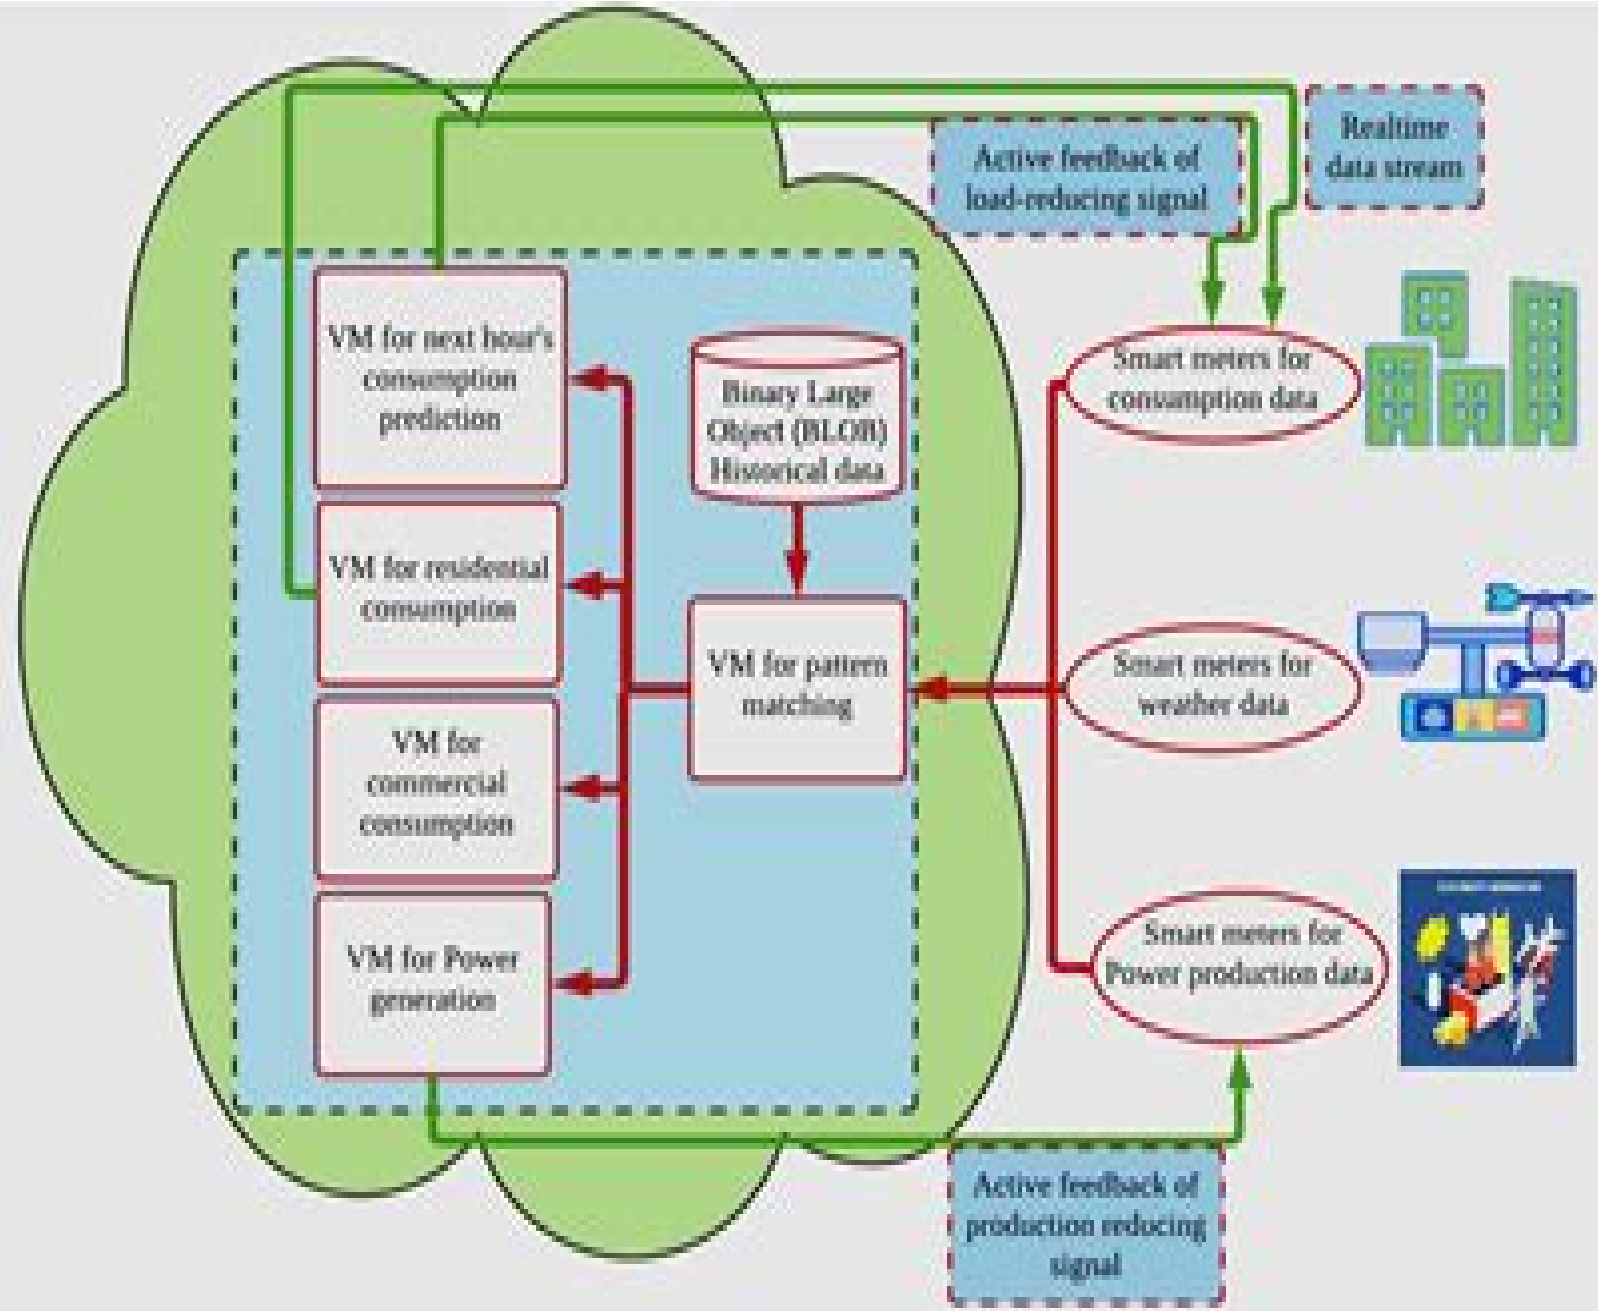 Realtime
data stream
Active feedback of
load-reducing signal
VM for next hour's
consumption
prediction
Binary Large
Object (BLOB)
Historical data
Smart meters for
consumption data
VM for residential
consumption
VM for pattern
matching
Smart meters for
weather data
VM for
commercial
consumption
Smart meters for
Power production data
VM for Power
generation
Active feedback of
production reducing
signal